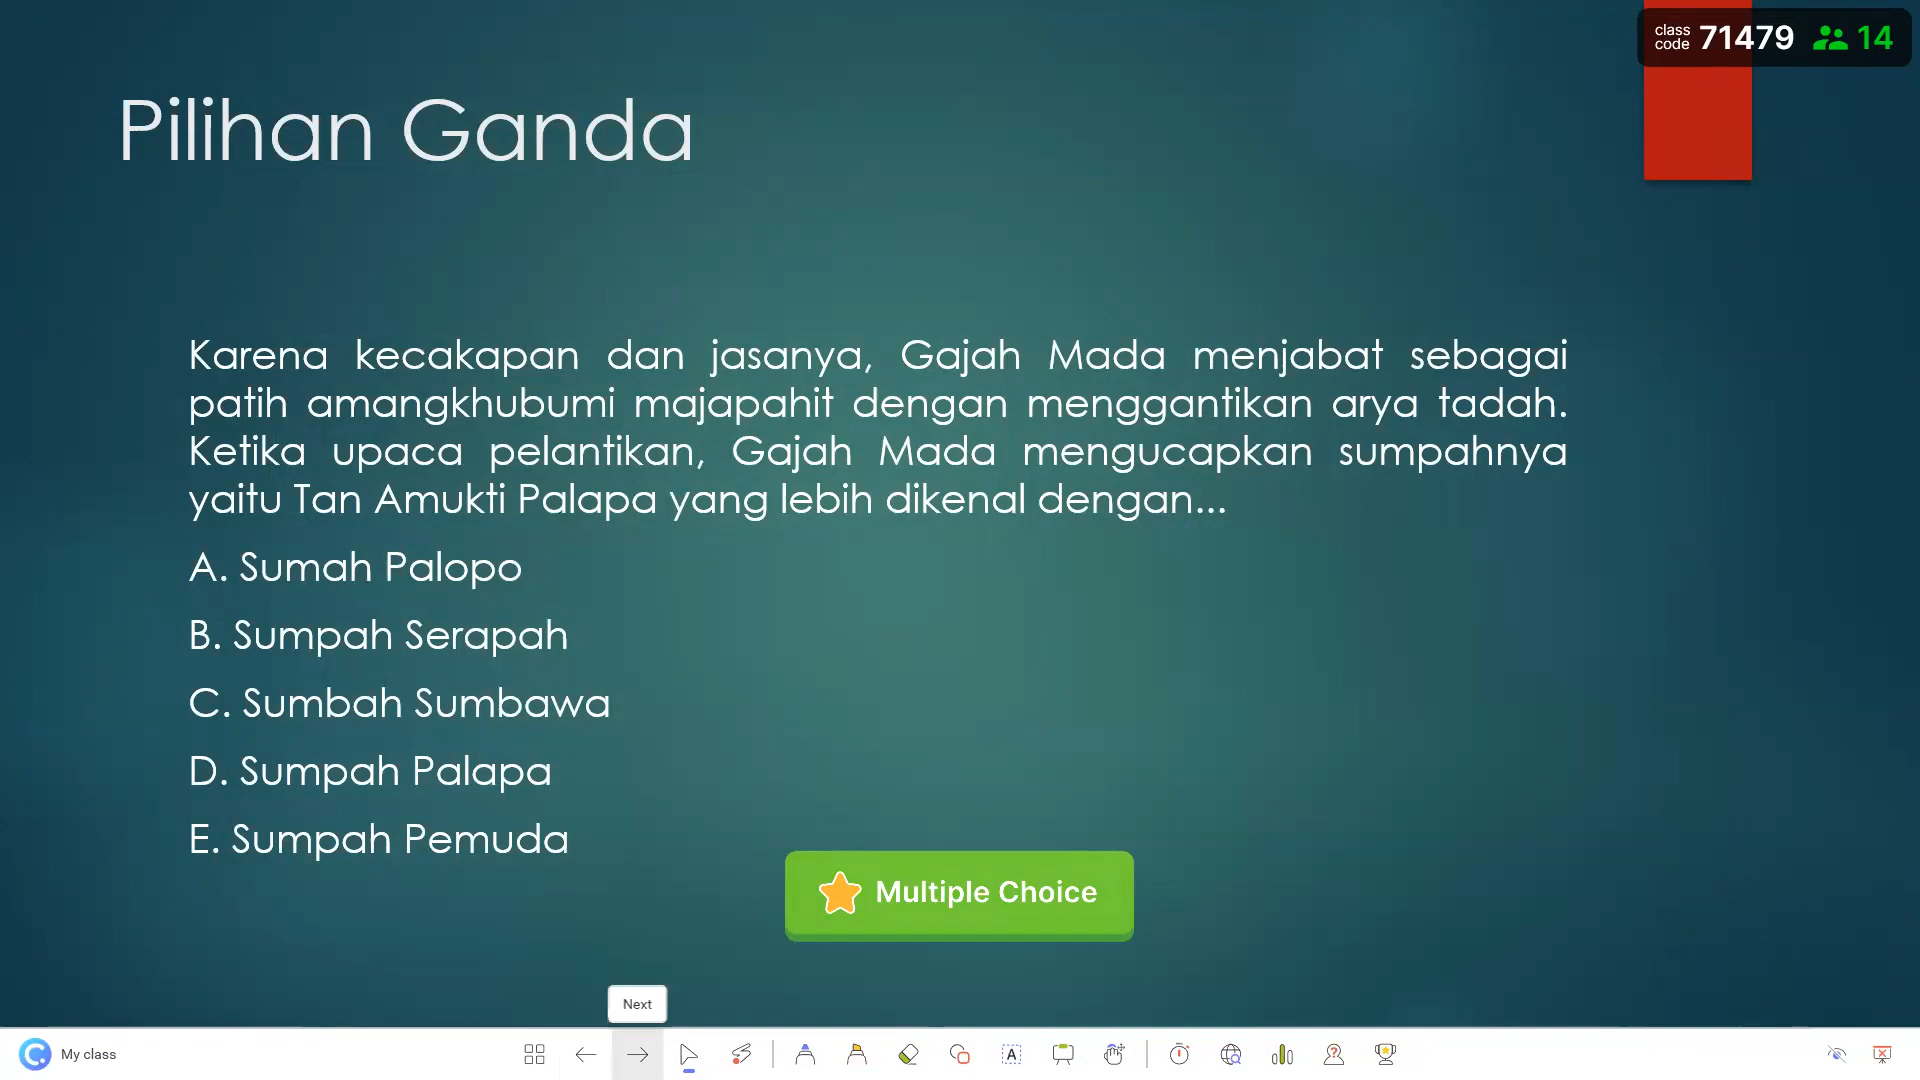 class
code 71479 14
Pilihan Ganda
Karena kecakapan dan jasanya, Gajah Mada menjabat sebagai
patih amangkhubumi majapahit dengan menggantikan arya tadah.
Ketika upaca pelantikan, Gajah Mada mengucapkan sumpahnya
yaitu Tan Amukti Palapa yang lebih dikenal dengan...
A. Sumah Palopo
B. Sumpah Serapah
C. Sumbah Sumbawa
D. Sumpah Palapa
E. Sumpah Pemuda
Multiple Choice
Next
My class